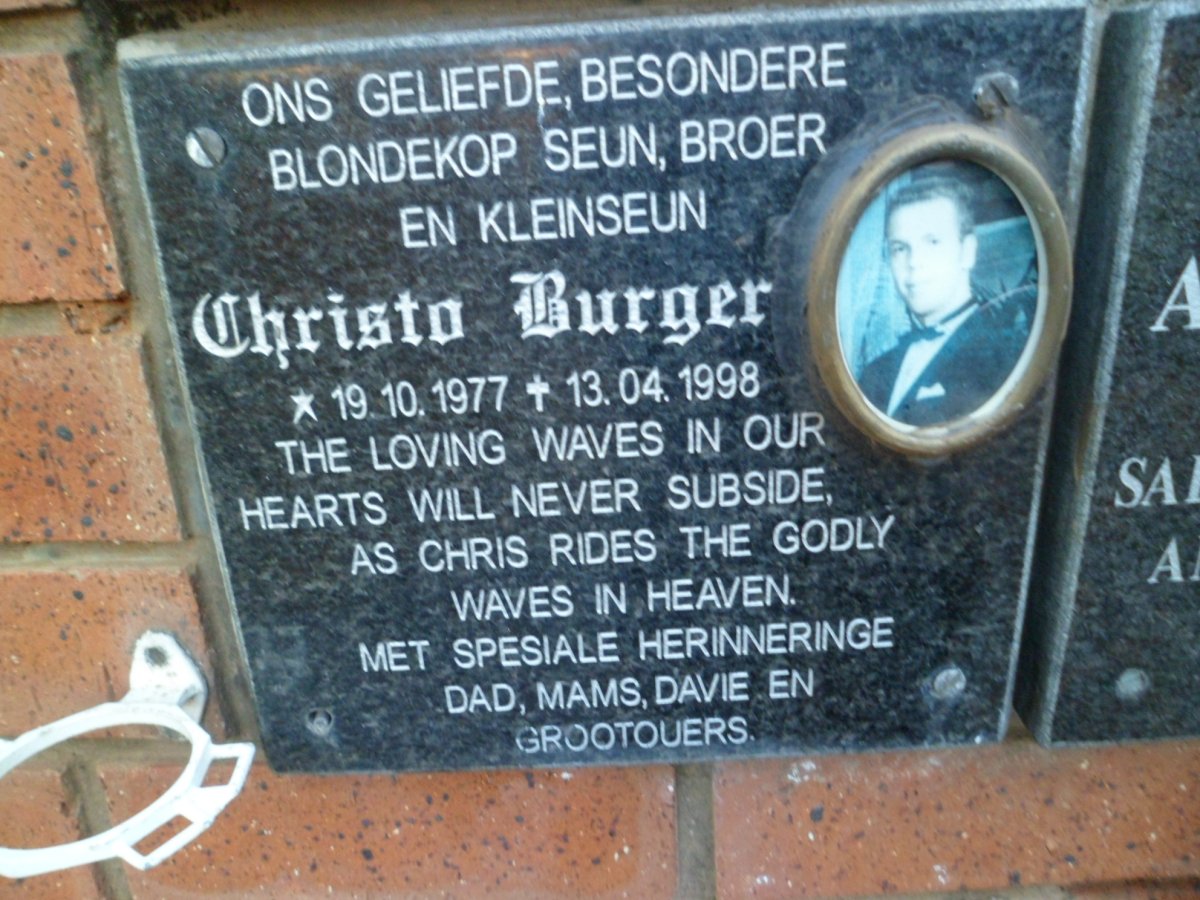 ONS GELIEFDE, BESONDERE
BLONDEKOP SEUN, BROER
EN KLEINSEUN
Christo Burger
★ 19.10.1977 ✝ 13.04.1998
THE LOVING WAVES IN OUR
HEARTS WILL NEVER SUBSIDE,
AS CHRIS RIDES THE GODLY
WAVES IN HEAVEN.
MET SPESIALE HERINNERINGE
DAD, MAMS, DAVIE EN
GROOTOUERS.